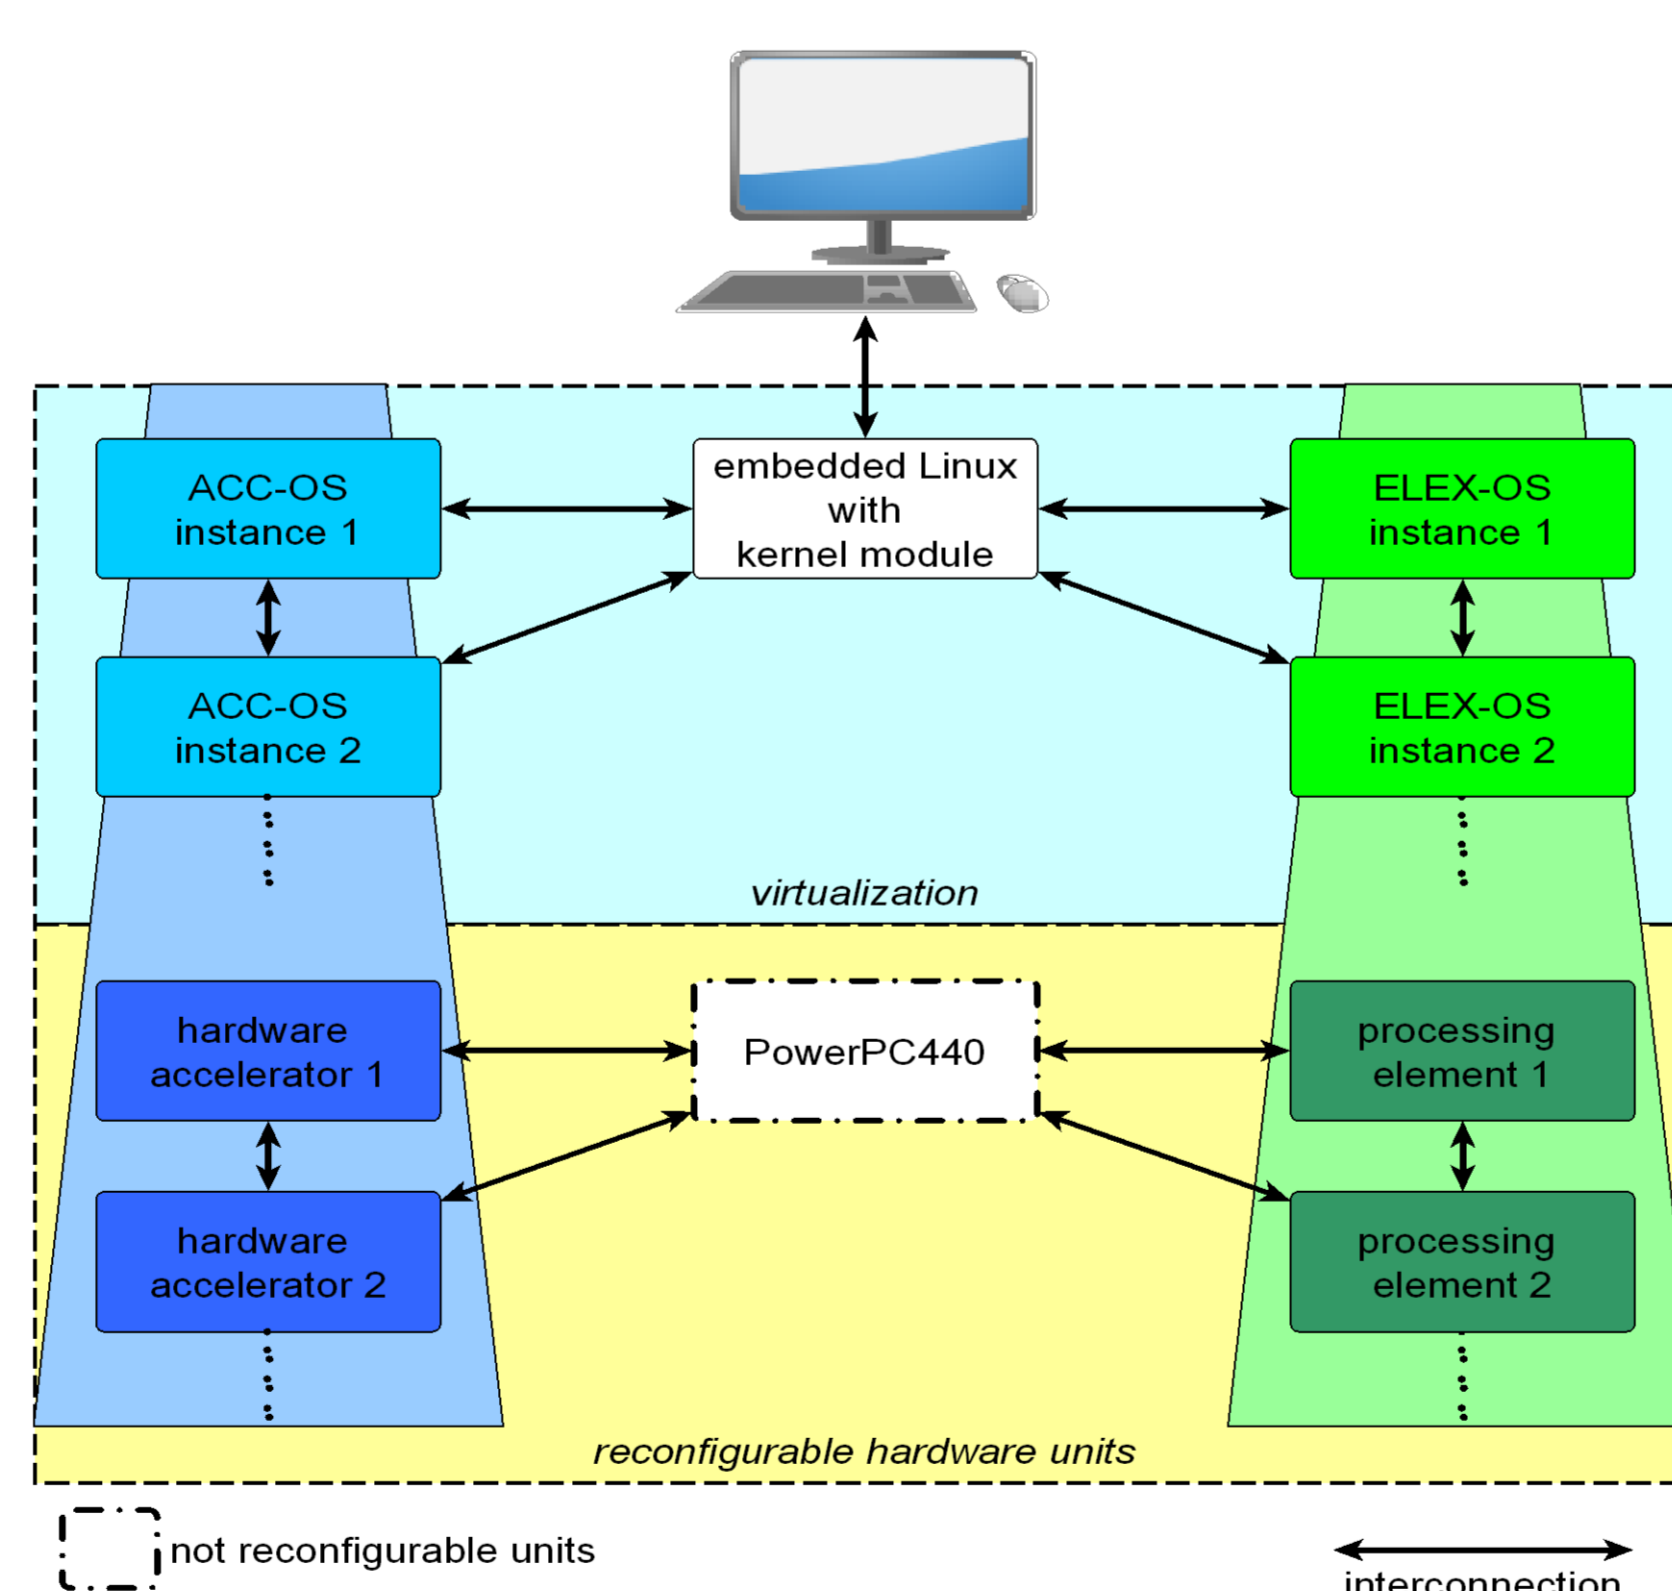 ACC-OS
instance 1
embedded Linux
with
kernel module
ELEX-OS
instance 1
ACC-OS
instance 2
ELEX-OS
instance 2
virtualization
hardware
accelerator 1
PowerPC440
processing
element 1
hardware
accelerator 2
processing
element 2
reconfigurable hardware units
not reconfigurable units
interconnection